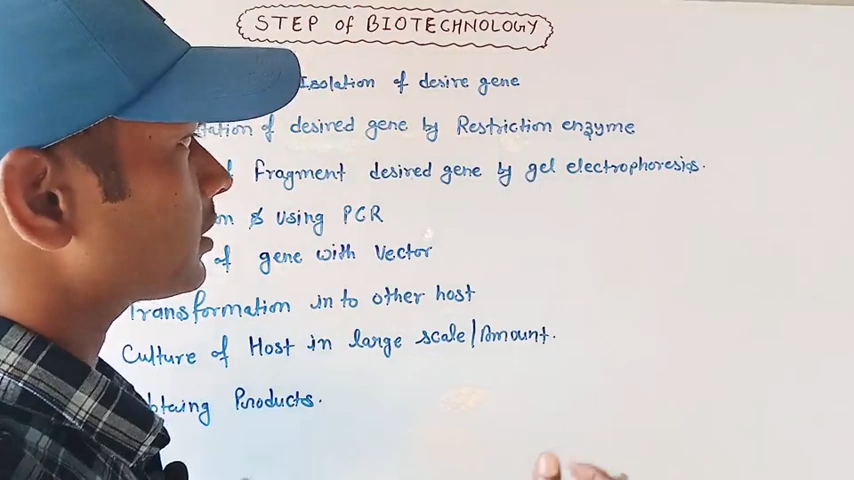 STEP of BIOTECHNOLOGY
Isolation of desire gene
of desired gene by Restriction enzyme
fragment desired gene by gel electrophoresis.
using PCR
of gene with Vector
Transformation in to other host
Culture of Host in large scale/Amount.
Products.